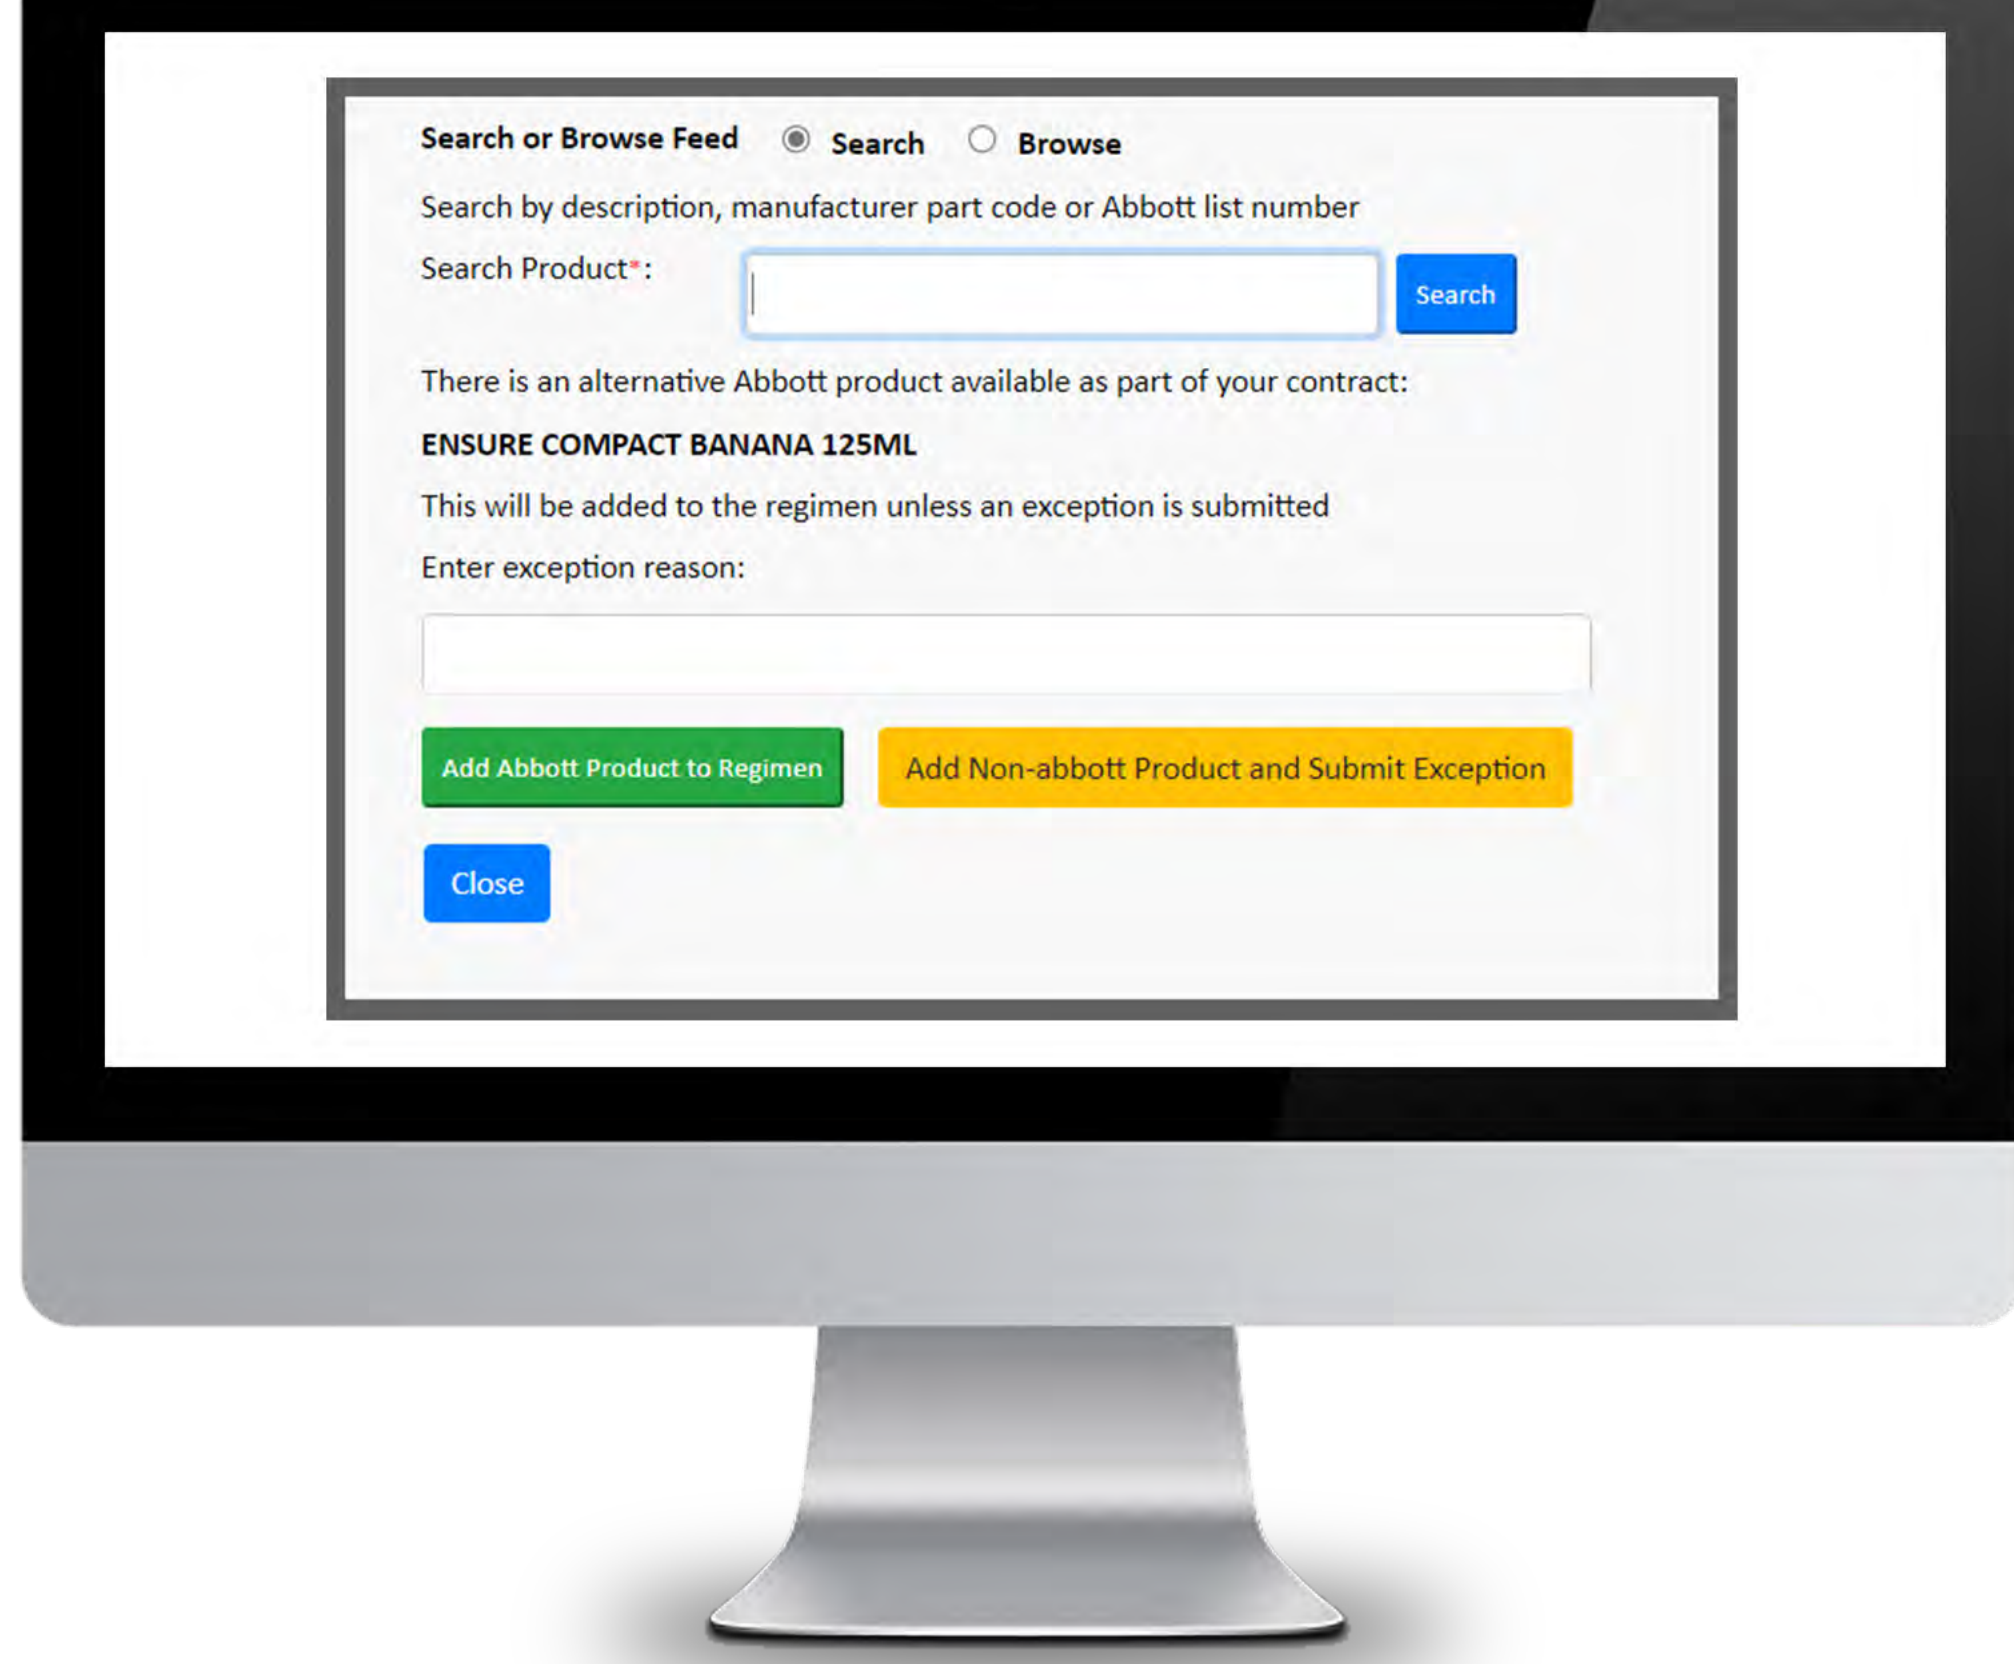 Search or Browse Feed Search Browse
Search by description, manufacturer part code or Abbott list number
Search Product*: Search
There is an alternative Abbott product available as part of your contract:
ENSURE COMPACT BANANA 125ML
This will be added to the regimen unless an exception is submitted
Enter exception reason:
Add Abbott Product to Regimen Add Non-abbott Product and Submit Exception
Close